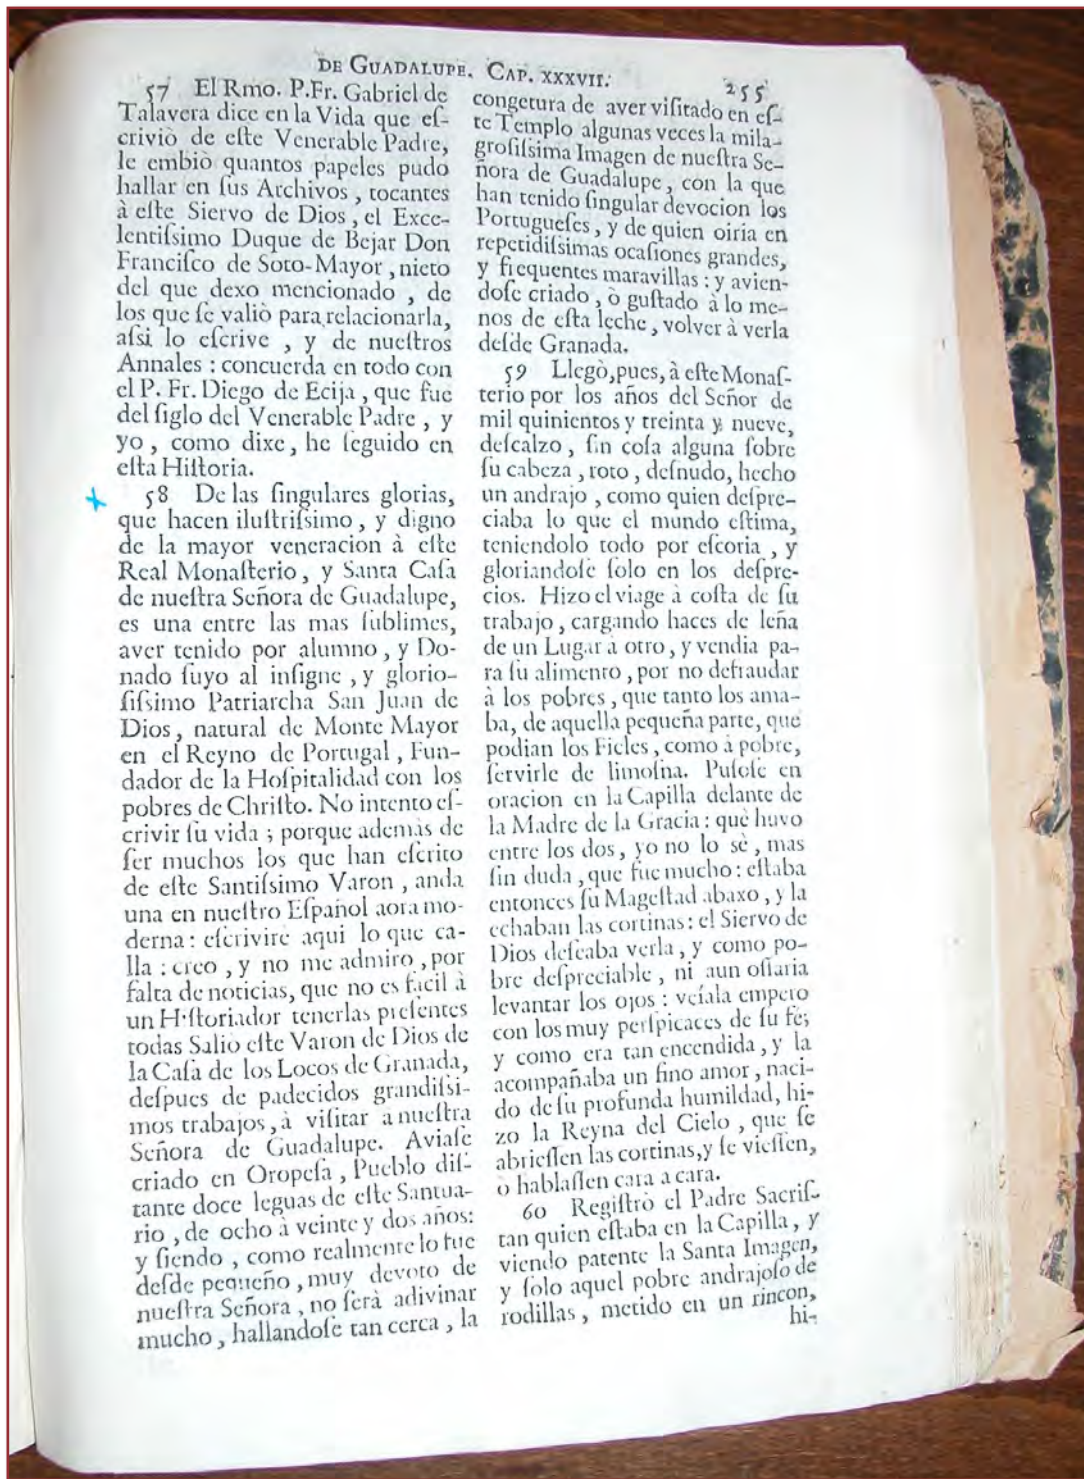 DE GUADALUPE. CAP. XXXVII. 255
57 El Rmo. P.Fr. Gabriel de
Talavera dice en la Vida que eſ-
criviò de eſte Venerable Padre,
le embiò quantos papeles pudo
hallar en ſus Archivos, tocantes
à eſte Siervo de Dios, el Exce-
lentiſsimo Duque de Bejar Don
Franciſco de Soto-Mayor, nieto
del que dexo mencionado, de
los que ſe valiò para relacionarla,
aſsi lo eſcrive, y de nueſtros
Annales: concuerda en todo con
el P. Fr. Diego de Ecija, que fue
del ſiglo del Venerable Padre, y
yo, como dixe, he ſeguido en
eſta Hiſtoria.
58 De las ſingulares glorias,
que hacen iluſtriſsimo, y digno
de la mayor veneracion à eſte
Real Monaſterio, y Santa Caſa
de nueſtra Señora de Guadalupe,
es una entre las mas ſublimes,
aver tenido por alumno, y Do-
nado ſuyo al inſigne, y glorio-
ſiſsimo Patriarcha San Juan de
Dios, natural de Monte Mayor
en el Reyno de Portugal, Fun-
dador de la Hoſpitalidad con los
pobres de Chriſto. No intento eſ-
crivir ſu vida; porque ademàs de
ſer muchos los que han eſcrito
de eſte Santiſsimo Varon, anda
una en nueſtro Eſpañol aora mo-
derna: eſcrivirè aqui lo que ca-
lla: creo, y no me admiro, por
falta de noticias, que no es facil à
un Hiſtoriador tenerlas preſentes
todas Saliò eſte Varon de Dios de
la Caſa de los Locos de Granada,
deſpues de padecidos grandiſsi-
mos trabajos, à viſitar a nueſtra
Señora de Guadalupe. Aviaſe
criado en Oropeſa, Pueblo diſ-
tante doce leguas de eſte Santua-
rio, de ocho à veinte y dos años:
y ſiendo, como realmente lo fue
deſde pequeño, muy devoto de
nueſtra Señora, no ſerà adivinar
mucho, hallandoſe tan cerca, la
congetura de aver viſitado en eſ-
te Templo algunas veces la mila-
groſiſsima Imagen de nueſtra Se-
ñora de Guadalupe, con la que
han tenido ſingular devocion los
Portugueſes, y de quien oiria en
repetidiſsimas ocaſiones grandes,
y frequentes maravillas: y avien-
doſe criado, ò guſtado à lo me-
nos de eſta leche, volver à verla
deſde Granada.
59 Llegò, pues, à eſte Monaſ-
terio por los años del Señor de
mil quinientos y treinta y nueve,
deſcalzo, ſin coſa alguna ſobre
ſu cabeza, roto, deſnudo, hecho
un andrajo, como quien deſpre-
ciaba lo que el mundo eſtima,
teniendolo todo por eſcoria, y
gloriandoſe ſolo en los deſpre-
cios. Hizo el viage à coſta de ſu
trabajo, cargando haces de leña
de un Lugar à otro, y vendia pa-
ra ſu alimento, por no defraudar
à los pobres, que tanto los ama-
ba, de aquella pequeña parte, que
podian los Fieles, como à pobre,
ſervirle de limoſna. Puſoſe en
oracion en la Capilla delante de
la Madre de la Gracia: què huvo
entre los dos, yo no lo sè, mas
ſin duda, que fue mucho: eſtaba
entonces ſu Mageſtad abaxo, y la
echaban las cortinas: el Siervo de
Dios deſeaba verla, y como po-
bre deſpreciable, ni aun oſſaria
levantar los ojos: veíala empero
con los muy perſpicaces de ſu fe;
y como era tan encendida, y la
acompañaba un fino amor, naci-
do de ſu profunda humildad, hi-
zo la Reyna del Cielo, que ſe
abrieſſen las cortinas, y ſe vieſſen,
ò hablaſſen cara a cara.
60 Regiſtrò el Padre Sacriſ-
tan quien eſtaba en la Capilla, y
viendo patente la Santa Imagen,
y ſolo aquel pobre andrajoſo de
rodillas, metido en un rincon,
hi-